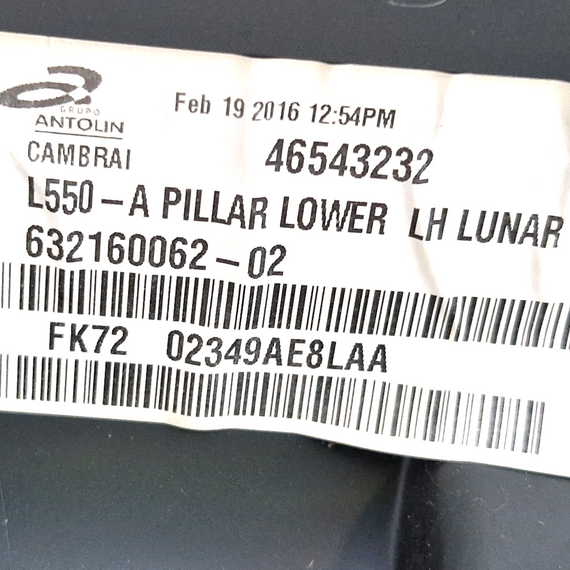 GRUPO
ANTOLIN
Feb 19 2016 12:54PM
CAMBRAI 46543232
L550-A PILLAR LOWER LH LUNAR
632160062-02
FK72 02349AE8LAA